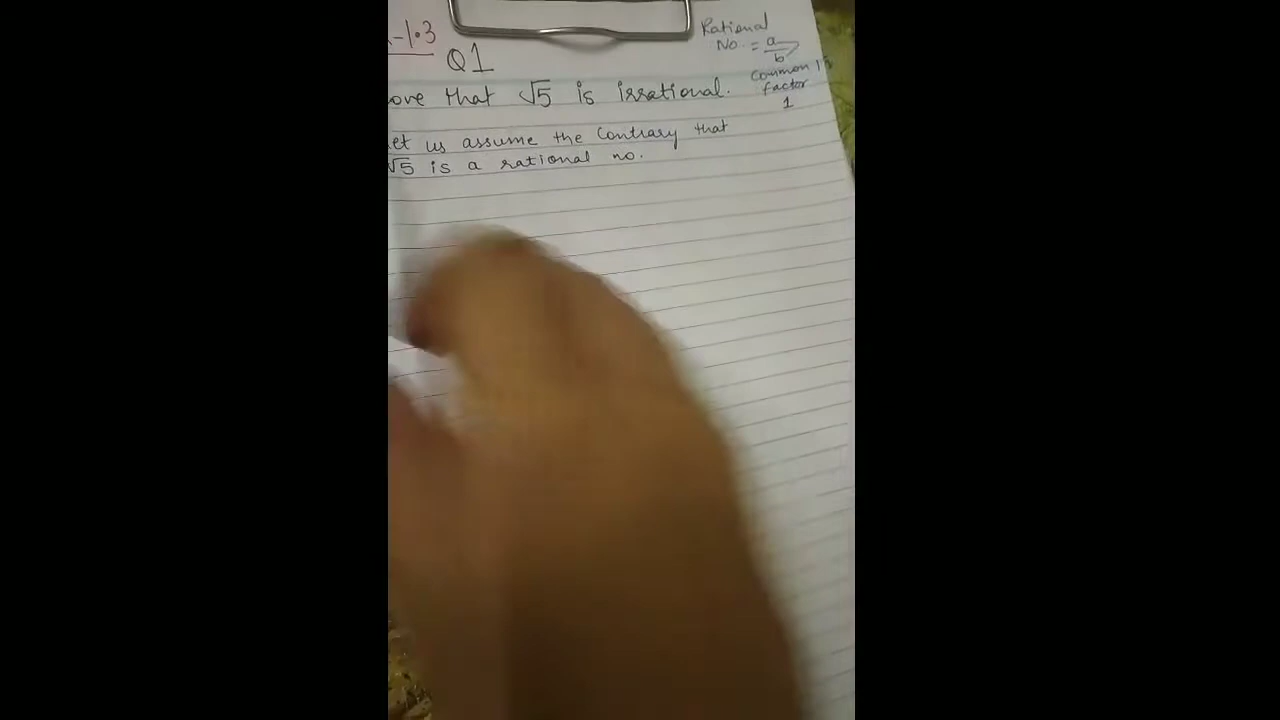 -1.3
Q1
Rational
No. = a/b
Common is
factor
1
ove that √5 is irrational.
et us assume the Contrary that
√5 is a rational no.